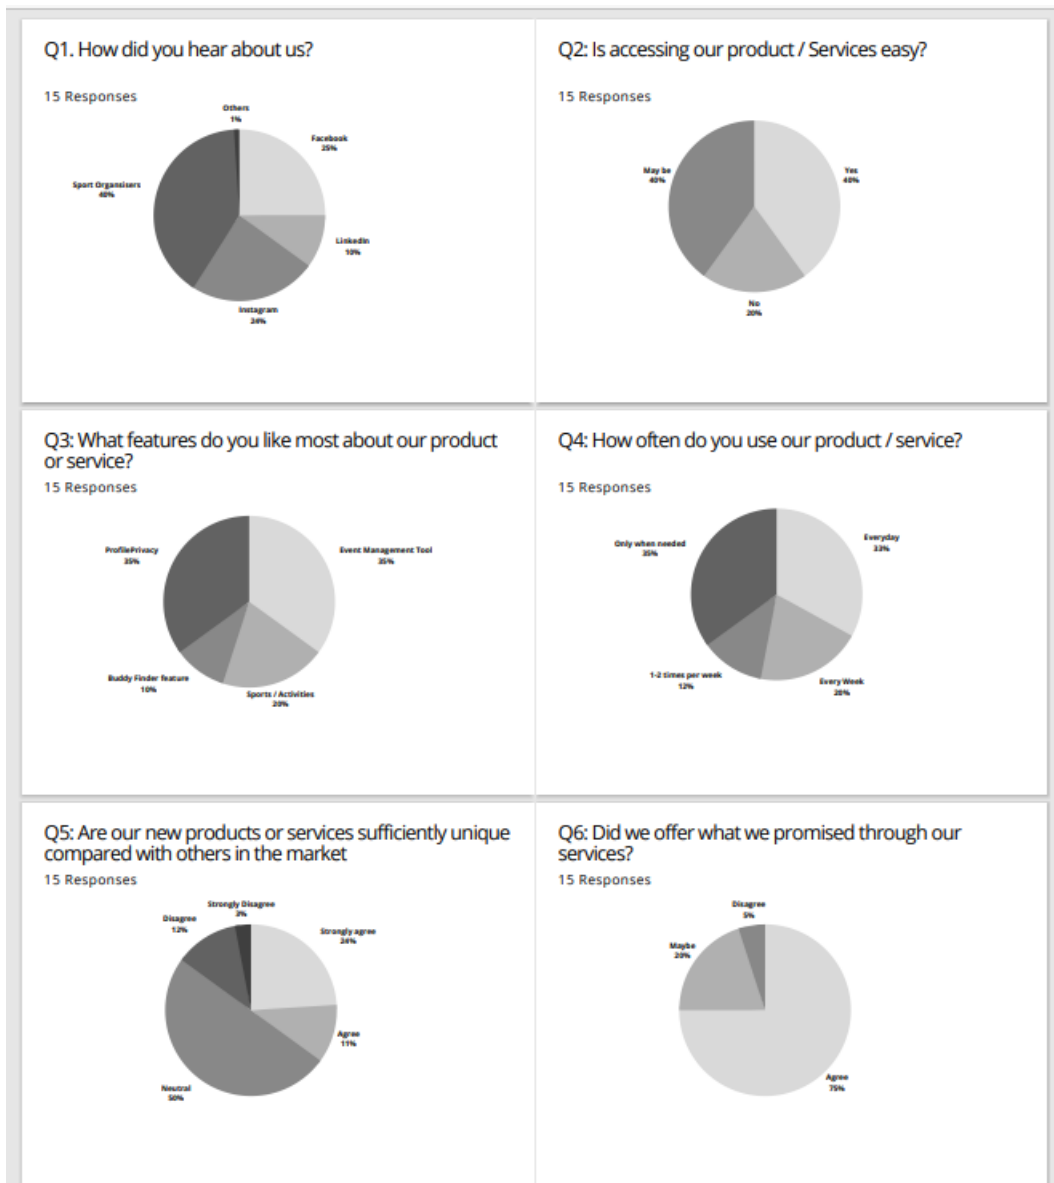 Q1. How did you hear about us?
15 Responses
Others
1%
Facebook
25%
Sport Organsisers
40%
LinkedIn
10%
Instagram
24%
Q2: Is accessing our product / Services easy?
15 Responses
May be
40%
Yes
40%
No
20%
Q3: What features do you like most about our product
or service?
15 Responses
ProfilePrivacy
35%
Event Management Tool
35%
Buddy Finder feature
10%
Sports / Activities
20%
Q4: How often do you use our product / service?
15 Responses
Only when needed
35%
Everyday
33%
1-2 times per week
12%
Every Week
20%
Q5: Are our new products or services sufficiently unique
compared with others in the market
15 Responses
Strongly Disagree
3%
Disagree
12%
Strongly agree
24%
Agree
11%
Neutral
50%
Q6: Did we offer what we promised through our
services?
15 Responses
Disagree
5%
Maybe
20%
Agree
75%